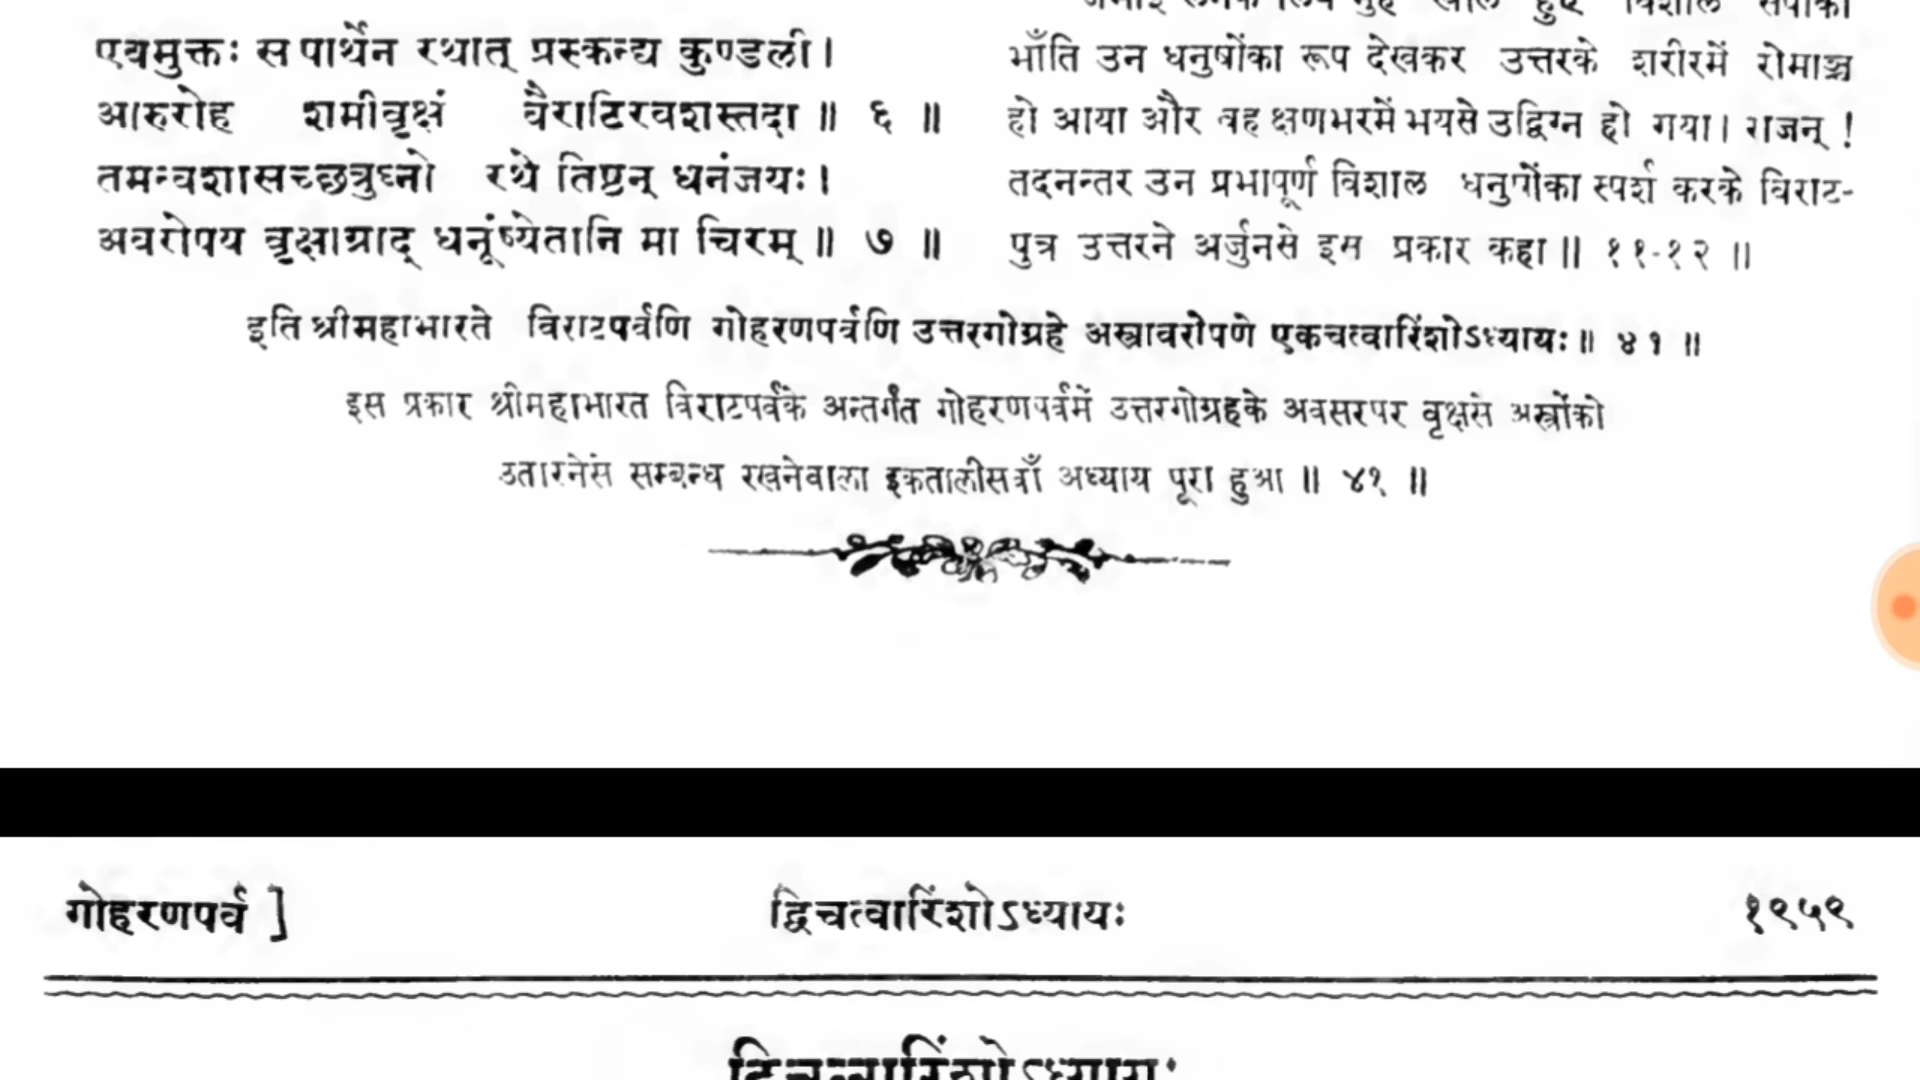 एवमुक्तः स पार्थेन रथात् प्रस्कन्द्य कुण्डली।
आरुरोह शमीवृक्षं वैराटिरवशस्तदा ॥ ६ ॥
तमन्वशासच्छत्रुघ्नो रथे तिष्ठन् धनंजयः।
अवरोपय वृक्षाग्राद् धनूंष्येतानि मा चिरम् ॥ ७ ॥
भाँति उन धनुषोंका रूप देखकर उत्तरके शरीरमें रोमाञ्च
हो आया और वह क्षणभरमें भयसे उद्विग्न हो गया। राजन् !
तदनन्तर उन प्रभापूर्ण विशाल धनुषोंका स्पर्श करके विराट-
पुत्र उत्तरने अर्जुनसे इस प्रकार कहा ॥ ११-१२ ॥
इति श्रीमहाभारते विराटपर्वणि गोहरणपर्वणि उत्तरगोग्रहे अस्त्रावरोपणे एकचत्वारिंशोऽध्यायः ॥ ४१ ॥
इस प्रकार श्रीमहाभारत विराटपर्वके अन्तर्गत गोहरणपर्वमें उत्तरगोग्रहके अवसरपर वृक्षसे अस्त्रोंको
उतारनेसे सम्बन्ध रखनेवाला इकतालीसवाँ अध्याय पूरा हुआ ॥ ४१ ॥
गोहरणपर्व ]
द्विचत्वारिंशोऽध्यायः
१९५९
द्विचत्वारिंशोऽध्यायः